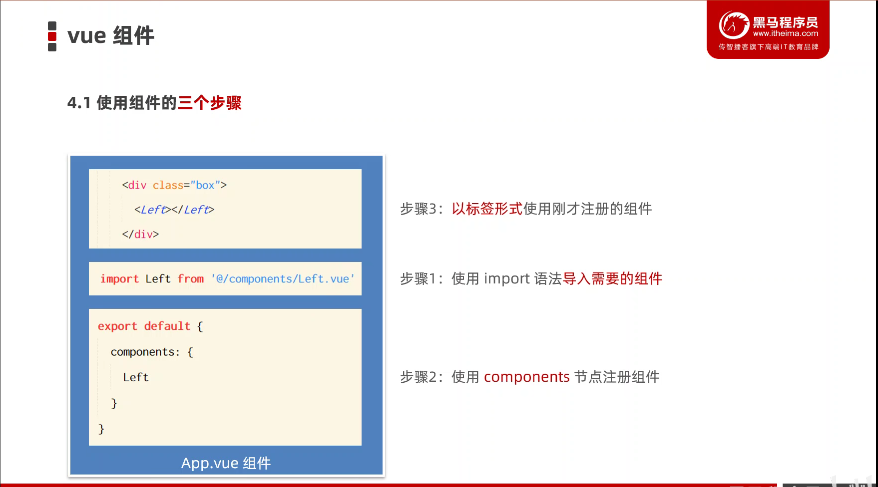 vue 组件
黑马程序员
www.itheima.com
传智播客旗下高端IT教育品牌
4.1 使用组件的三个步骤
<div class="box">
<Left></Left>
</div>
步骤3：以标签形式使用刚才注册的组件
import Left from '@/components/Left.vue'
步骤1：使用 import 语法导入需要的组件
export default {
components: {
Left
}
}
步骤2：使用 components 节点注册组件
App.vue 组件